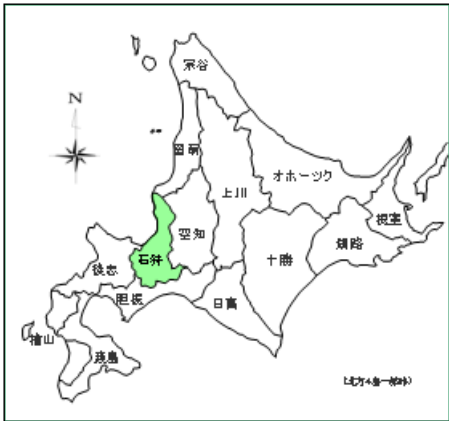 宗谷
N
留萌
オホーツク
上川
根室
空知
釧路
石狩
十勝
後志
胆振
日高
檜山
渡島